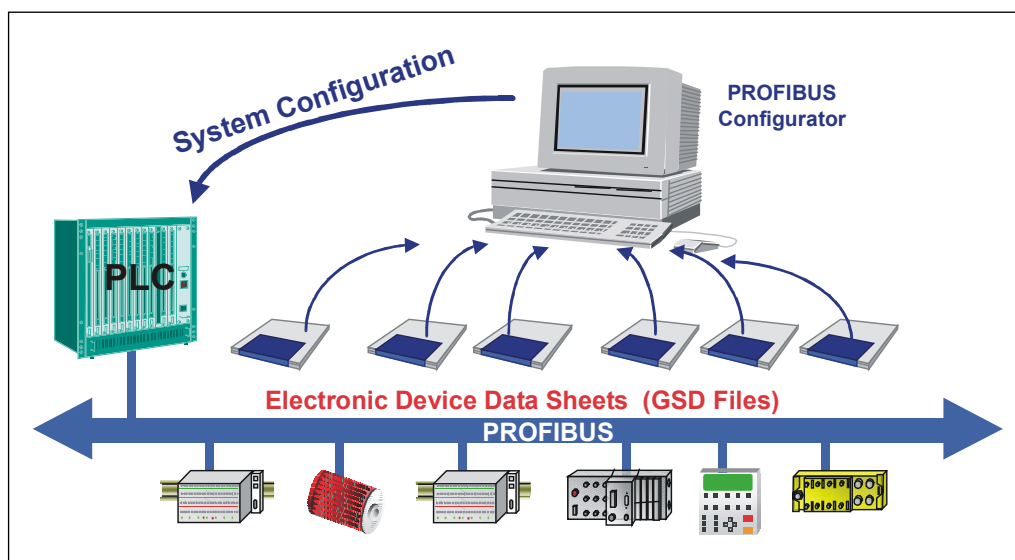 System Configuration
PROFIBUS
Configurator
PLC
Electronic Device Data Sheets (GSD Files)
PROFIBUS